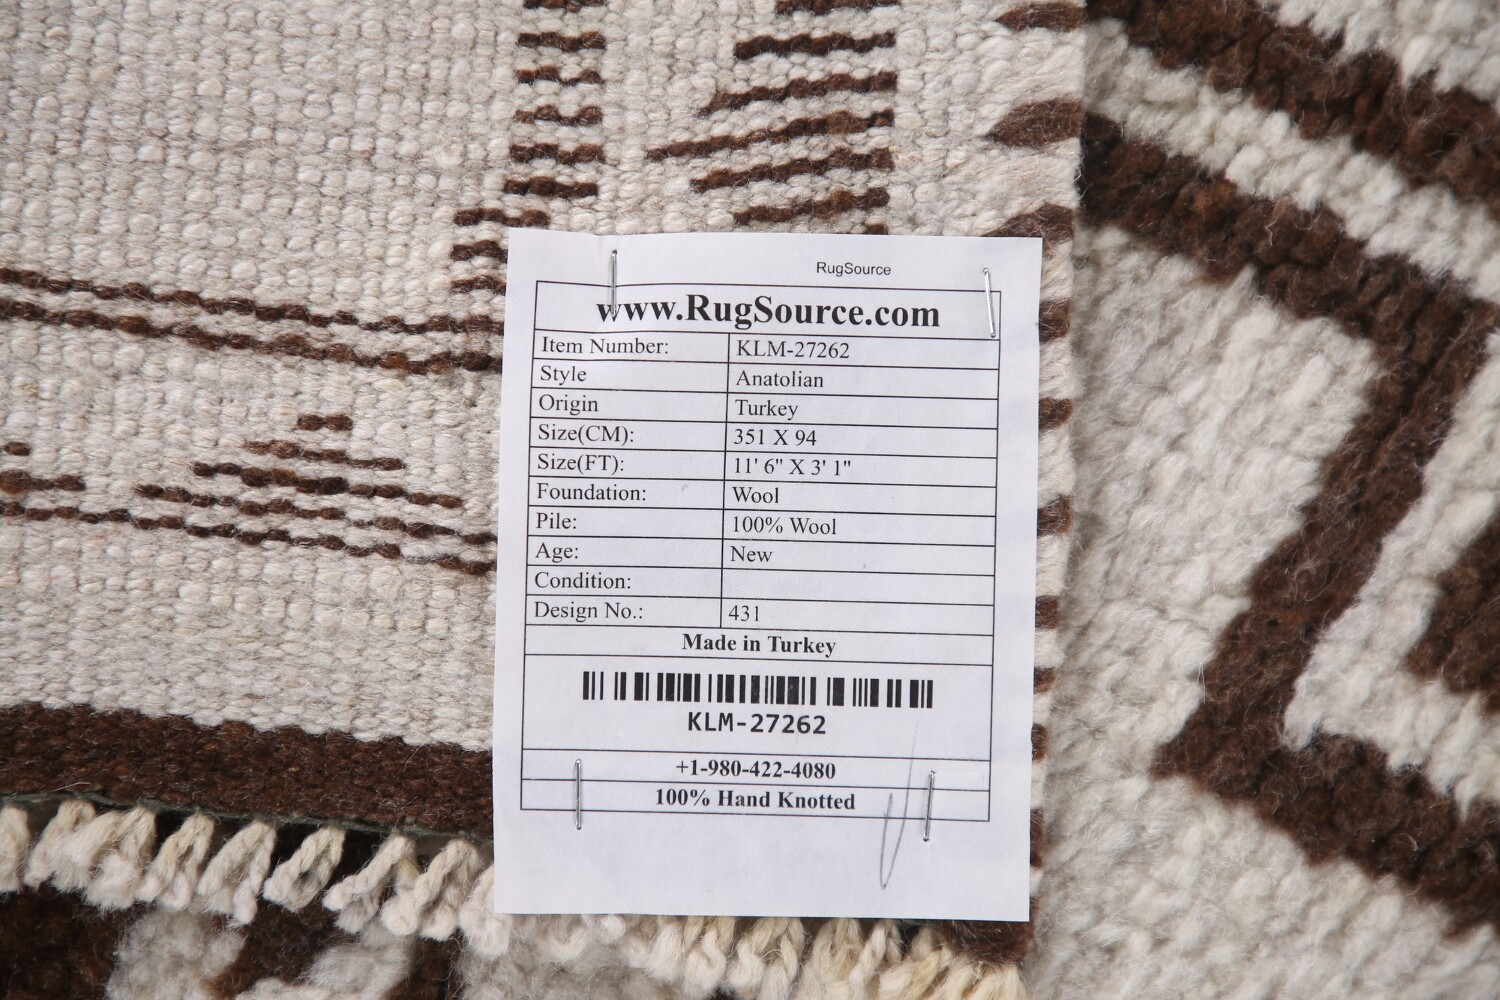 RugSource
www.RugSource.com
Item Number: KLM-27262
Style Anatolian
Origin Turkey
Size(CM): 351 X 94
Size(FT): 11' 6" X 3' 1"
Foundation: Wool
Pile: 100% Wool
Age: New
Condition:
Design No.: 431
Made in Turkey
KLM-27262
+1-980-422-4080
100% Hand Knotted